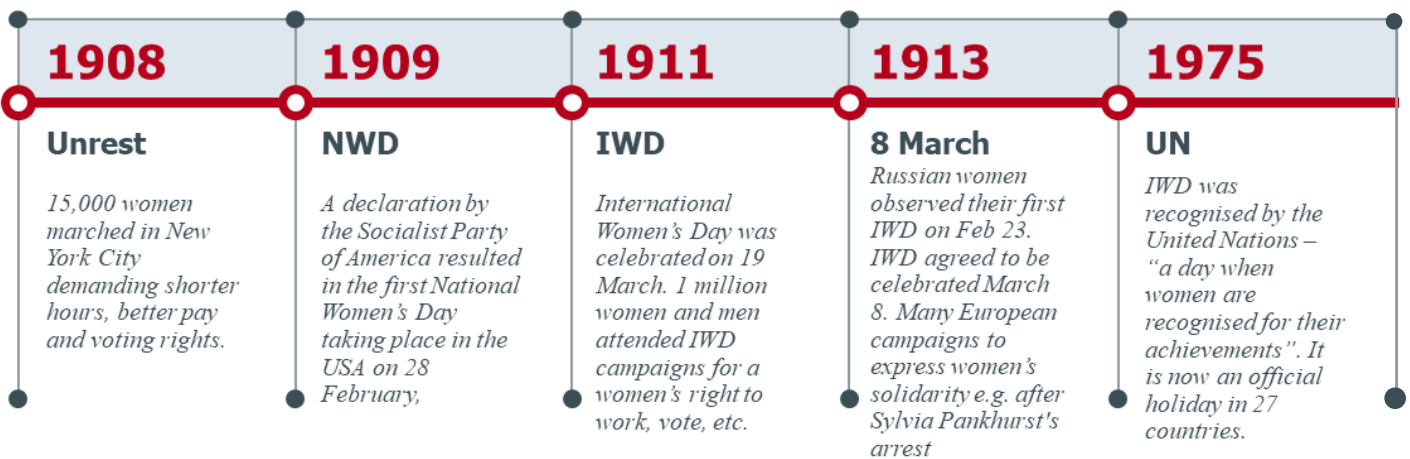 1908
Unrest
15,000 women
marched in New
York City
demanding shorter
hours, better pay
and voting rights.
1909
NWD
A declaration by
the Socialist Party
of America resulted
in the first National
Women's Day
taking place in the
USA on 28
February,
1911
IWD
International
Women's Day was
celebrated on 19
March. 1 million
women and men
attended IWD
campaigns for a
women's right to
work, vote, etc.
1913
8 March
Russian women
observed their first
IWD on Feb 23.
IWD agreed to be
celebrated March
8. Many European
campaigns to
express women's
solidarity e.g. after
Sylvia Pankhurst's
arrest
1975
UN
IWD was
recognised by the
United Nations –
“a day when
women are
recognised for their
achievements”. It
is now an official
holiday in 27
countries.